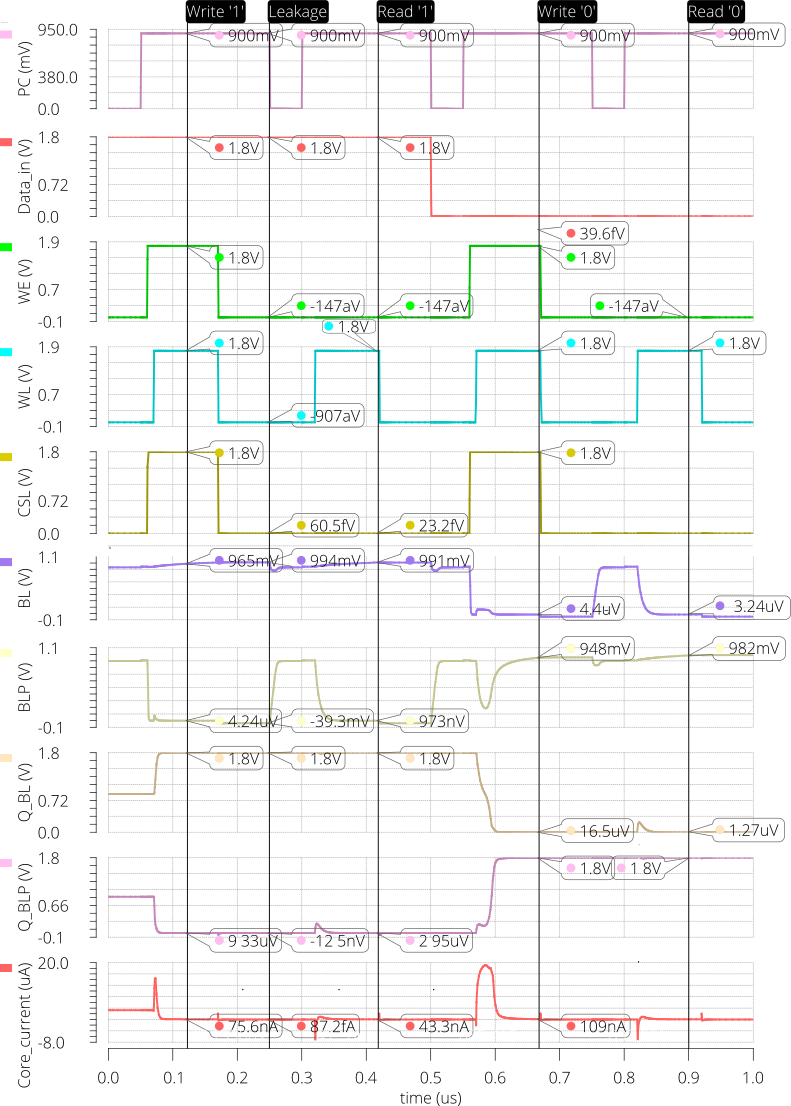 Write '1' Leakage Read '1' Write '0' Read '0'
950.0
900mV 900mV 900mV 900mV 900mV
PC (mV)
380.0
0.0
1.8
1.8V 1.8V 1.8V
Data_in (V)
0.72
0.0
39.6fV
1.9
1.8V 1.8V
WE (V)
0.7
-147aV -147aV -147aV
-0.1
1.8V
1.9
1.8V 1.8V 1.8V
WL (V)
0.7
-907aV
-0.1
1.8
1.8V 1.8V
CSL (V)
0.72
60.5fV 23.2fV
0.0
1.1
965mV 994mV 991mV
BL (V)
4.4uV 3.24uV
-0.1
1.1
948mV 982mV
BLP (V)
4.24uV -39.3mV 973nV
-0.1
1.8
1.8V 1.8V 1.8V
Q_BL (V)
0.72
16.5uV 1.27uV
0.0
1.8
1.8V 1 8V
Q_BLP (V)
0.66
9 33uV -12 5nV 2 95uV
-0.1
20.0
Core_current (uA)
75.6nA 87.2fA 43.3nA 109nA
-8.0
0.0 0.1 0.2 0.3 0.4 0.5 0.6 0.7 0.8 0.9 1.0
time (us)